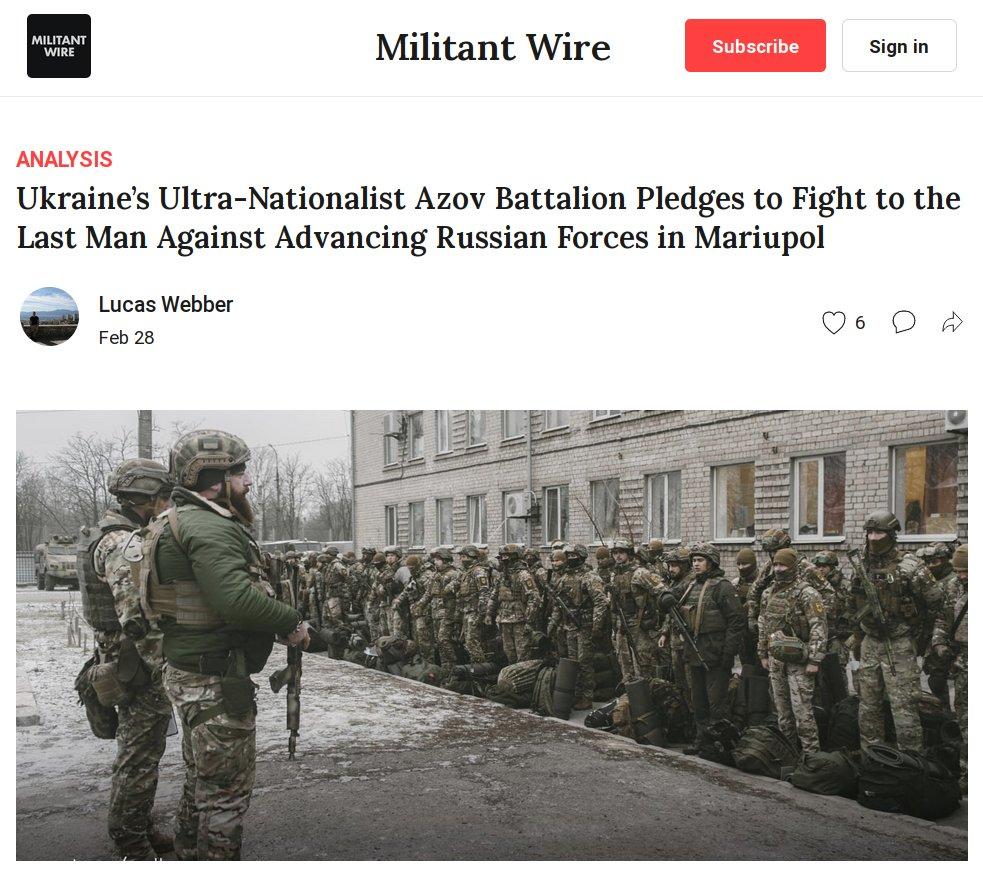 MILITANT
WIRE
Militant Wire
Subscribe
Sign in
ANALYSIS
Ukraine’s Ultra-Nationalist Azov Battalion Pledges to Fight to the
Last Man Against Advancing Russian Forces in Mariupol
Lucas Webber
Feb 28
6